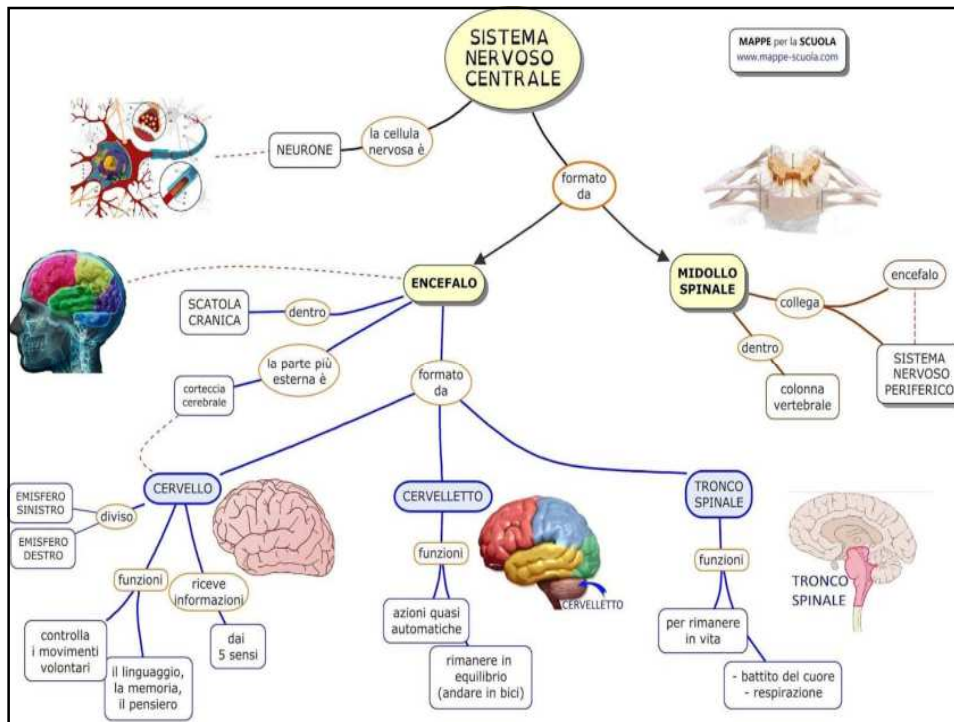 SISTEMA
NERVOSO
CENTRALE
MAPPE per la SCUOLA
www.mappe-scuola.com
la cellula
nervosa è
NEURONE
formato
da
ENCEFALO
MIDOLLO
SPINALE
encefalo
collega
SCATOLA
CRANICA
dentro
dentro
la parte più
esterna è
corteccia
cerebrale
formato
da
colonna
vertebrale
SISTEMA
NERVOSO
PERIFERICO
CERVELLO
CERVELLETTO
TRONCO
SPINALE
EMISFERO
SINISTRO
diviso
EMISFERO
DESTRO
funzioni
riceve
informazioni
funzioni
funzioni
CERVELLETTO
TRONCO
SPINALE
controlla
i movimenti
volontari
il linguaggio,
la memoria,
il pensiero
dai
5 sensi
azioni quasi
automatiche
rimanere in
equilibrio
(andare in bici)
per rimanere
in vita
- battito del cuore
- respirazione